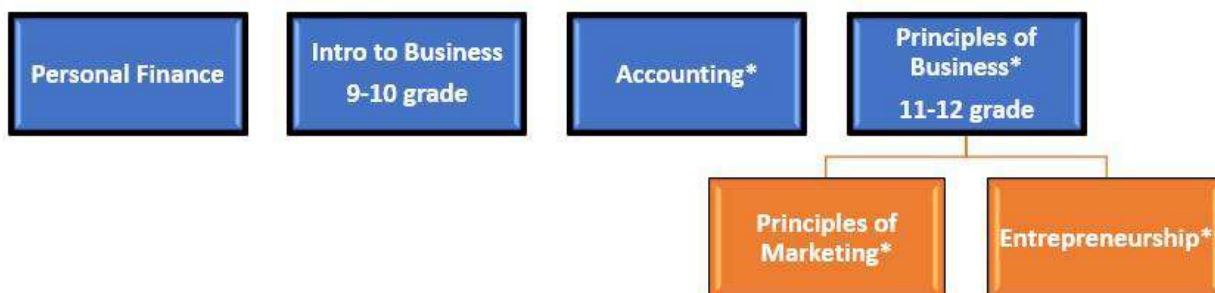 Personal Finance
Intro to Business
9-10 grade
Accounting*
Principles of
Business*
11-12 grade
Principles of
Marketing*
Entrepreneurship*